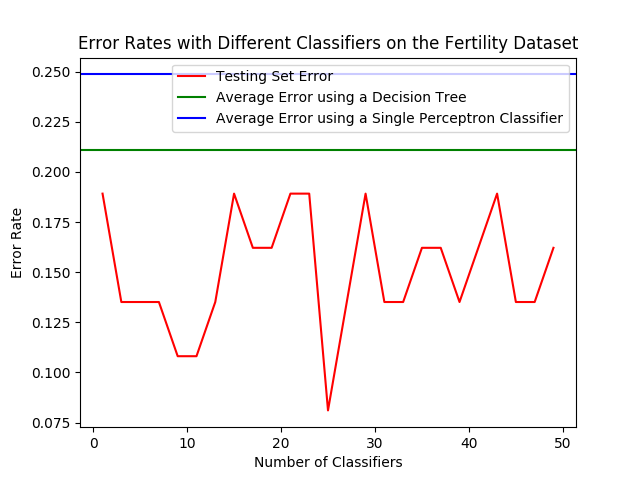 Error Rates with Different Classifiers on the Fertility Dataset
Testing Set Error
Average Error using a Decision Tree
Average Error using a Single Perceptron Classifier
Error Rate
0.250
0.225
0.200
0.175
0.150
0.125
0.100
0.075
0 10 20 30 40 50
Number of Classifiers